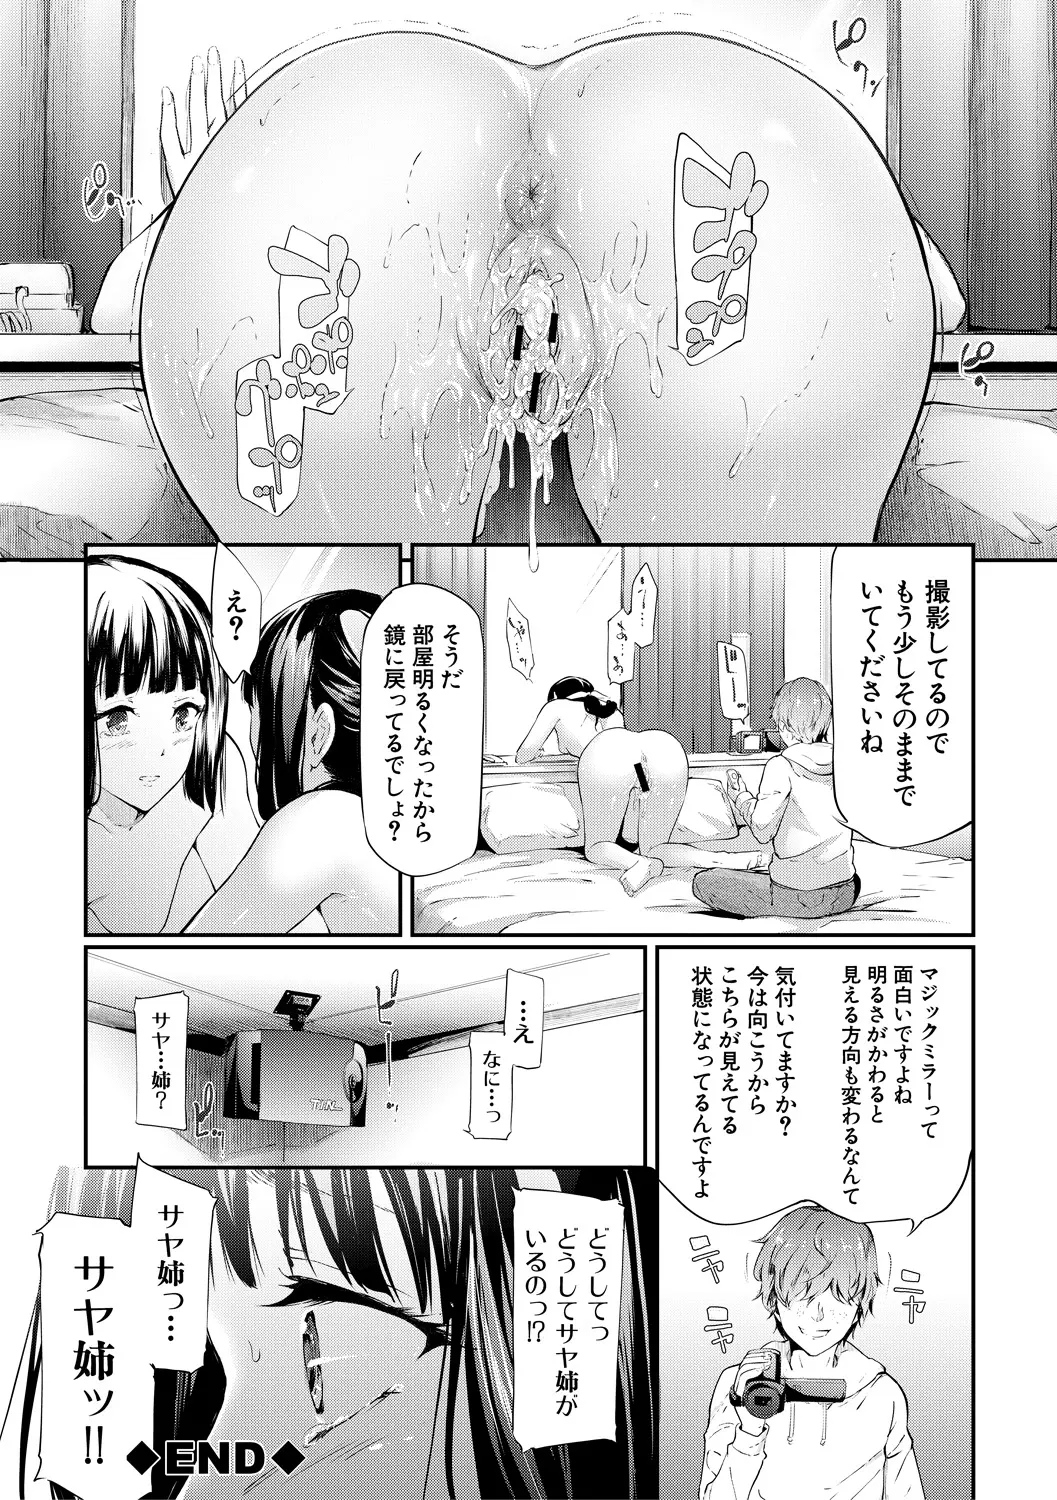 撮影してるので
もう少しそのままで
いてくださいね
そうだ
部屋明るくなったから
鏡に戻ってるでしょ?
え?
マジックミラーって
面白いですよね
明るさがかわると
見える方向も変わるなんて
気付いてますか?
今は向こうから
こちらが見えてる
状態になってるんですよ
ニヤ
ニヤ
…え
なに…っ
サヤ…姉?
TIN
どうしてっ
どうしてサヤ姉が
いるのっ!?
サヤ姉っ…
サヤ姉ッ!!
◆END◆